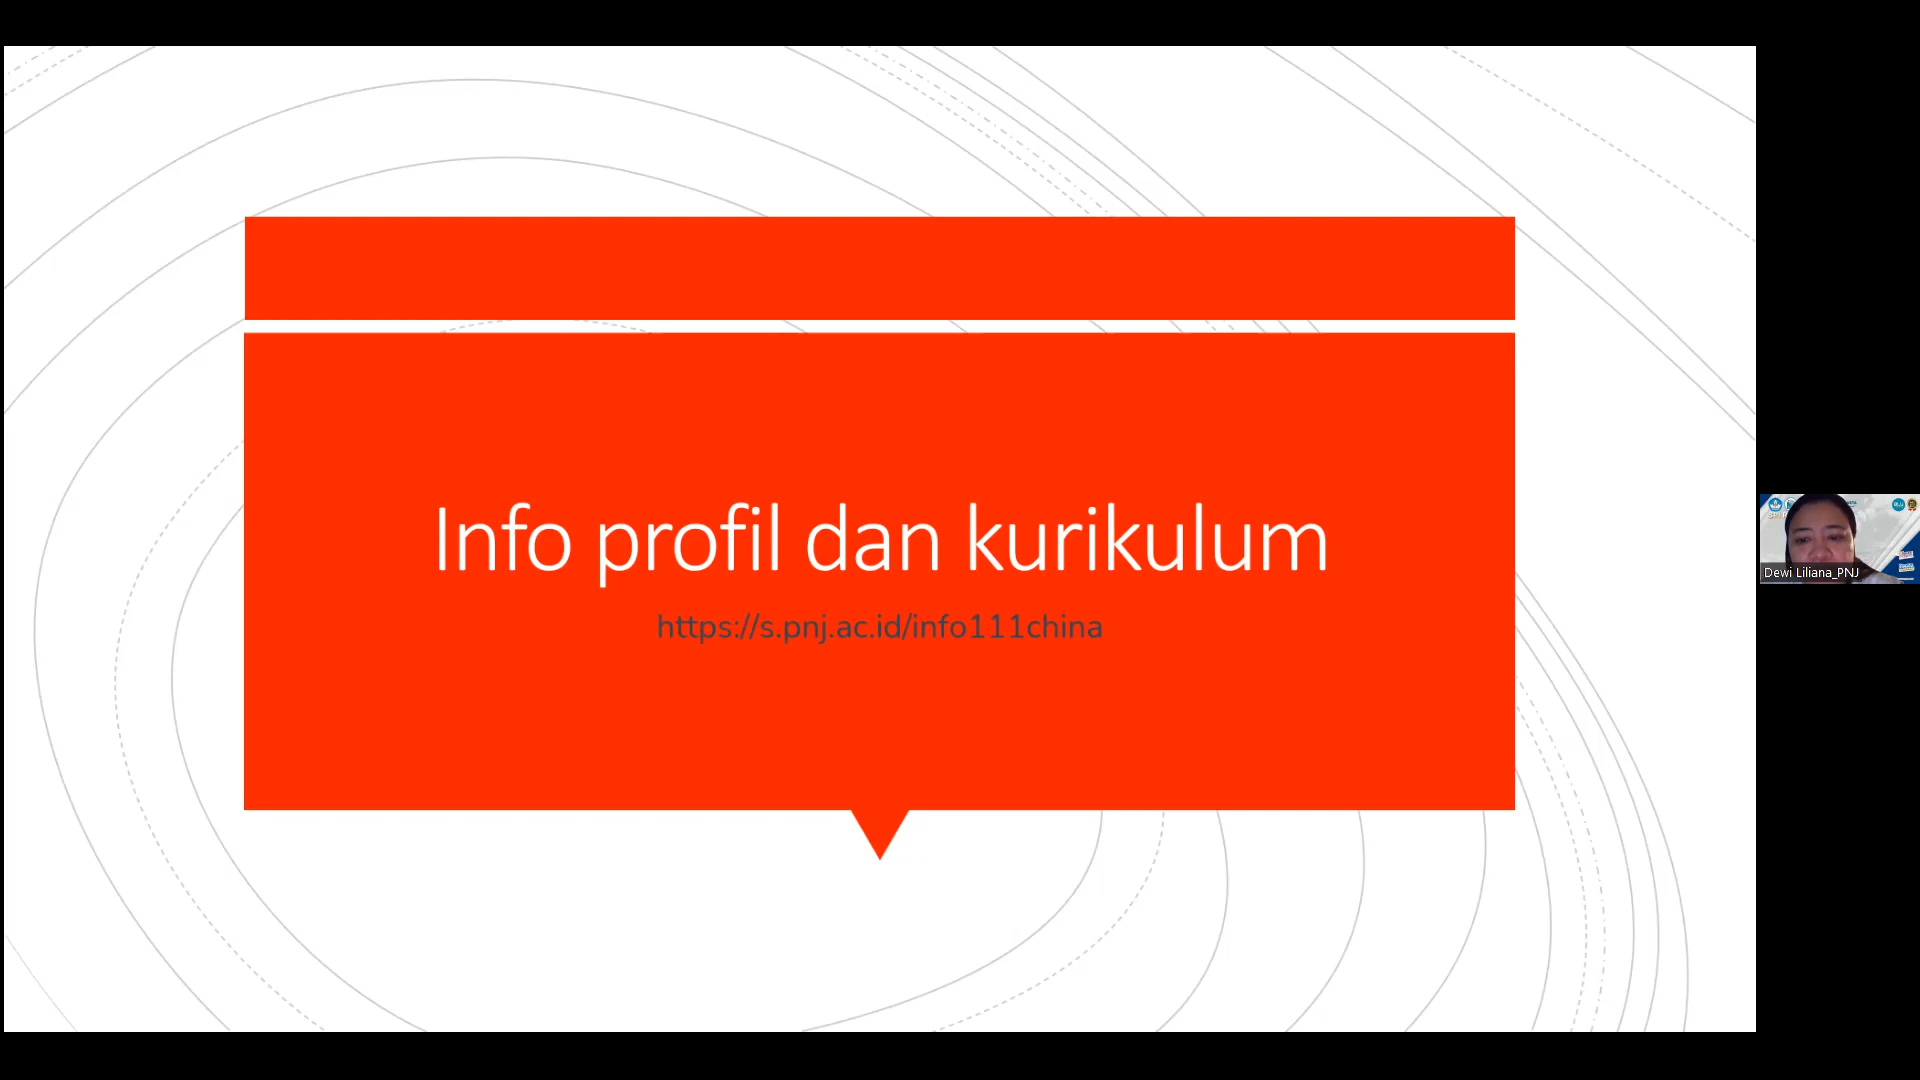 Info profil dan kurikulum
https://s.pnj.ac.id/info111china
Dewi Liliana_PNJ